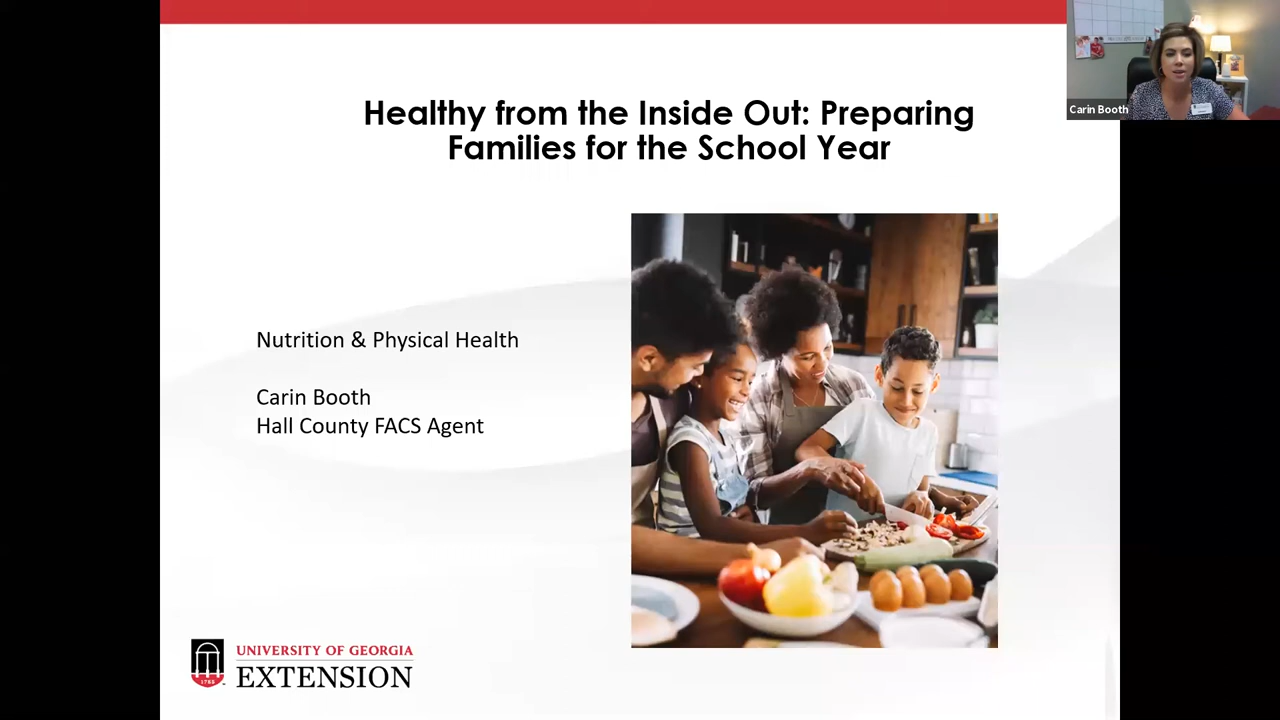 Healthy from the Inside Out: Preparing
Families for the School Year
Carin Booth
Nutrition & Physical Health
Carin Booth
Hall County FACS Agent
1785
UNIVERSITY OF GEORGIA
EXTENSION